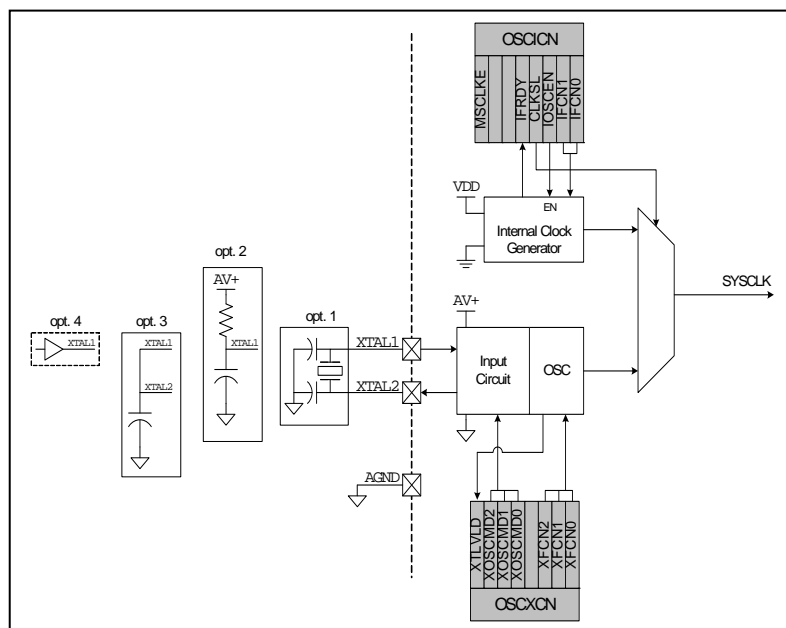 OSCICN
MSCLKE
IFRDY
CLKSL
IOSCEN
IFCN1
IFCN0
VDD
EN
Internal Clock
Generator
SYSCLK
opt. 2
AV+
XTAL1
opt. 4
XTAL1
opt. 3
XTAL1
XTAL2
opt. 1
XTAL1
XTAL2
AV+
Input
Circuit
OSC
AGND
XTLVLD
XOSCMD2
XOSCMD1
XOSCMD0
XFCN2
XFCN1
XFCN0
OSCXCN